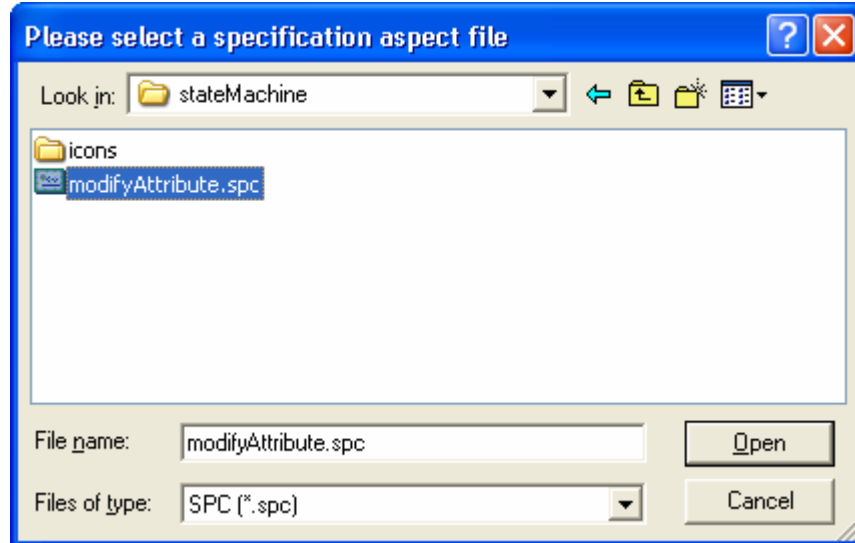 Please select a specification aspect file
Look in: stateMachine
icons
modifyAttribute.spc
File name: modifyAttribute.spc Open
Files of type: SPC (*.spc) Cancel